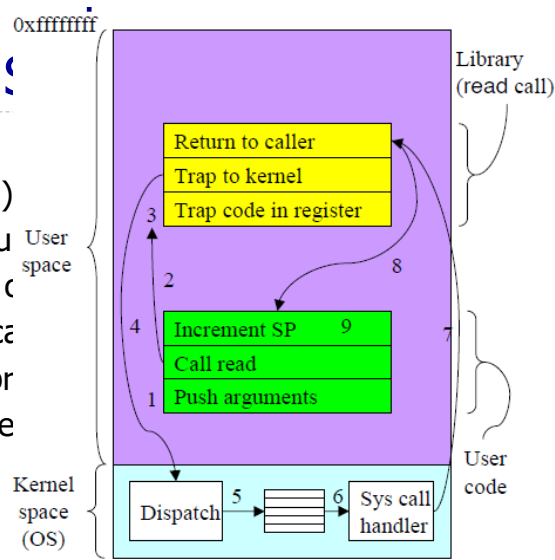 0xffffffff
Library
(read call)
Return to caller
Trap to kernel
Trap code in register
3
)
User
space
2
8
4
Increment SP 9
7
Call read
1
Push arguments
User
code
Kernel
space
(OS)
Dispatch
5
6
Sys call
handler